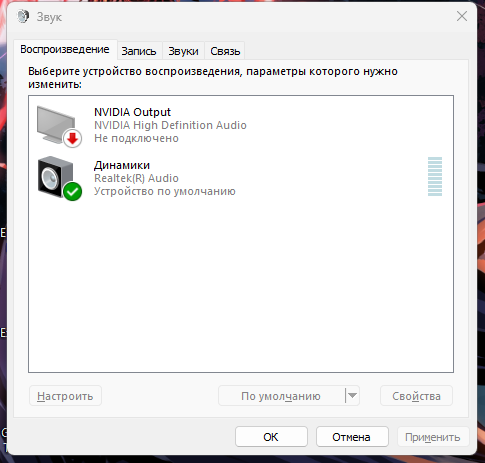 Звук
Воспроизведение Запись Звуки Связь
Выберите устройство воспроизведения, параметры которого нужно
изменить:
NVIDIA Output
NVIDIA High Definition Audio
Не подключено
Динамики
Realtek(R) Audio
Устройство по умолчанию
Настроить По умолчанию Свойства
ОК Отмена Применить